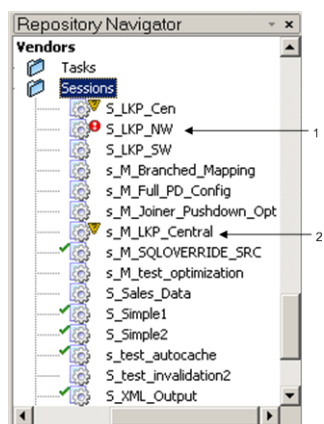 Repository Navigator
Vendors
Tasks
Sessions
S_LKP_Cen
S_LKP_NW
1
S_LKP_SW
s_M_Branched_Mapping
s_M_Full_PD_Config
s_M_Joiner_Pushdown_Opt
s_M_LKP_Central
2
s_M_SQLOVERRIDE_SRC
s_M_test_optimization
S_Sales_Data
S_Simple1
S_Simple2
s_test_autocache
S_test_invalidation2
S_XML_Output